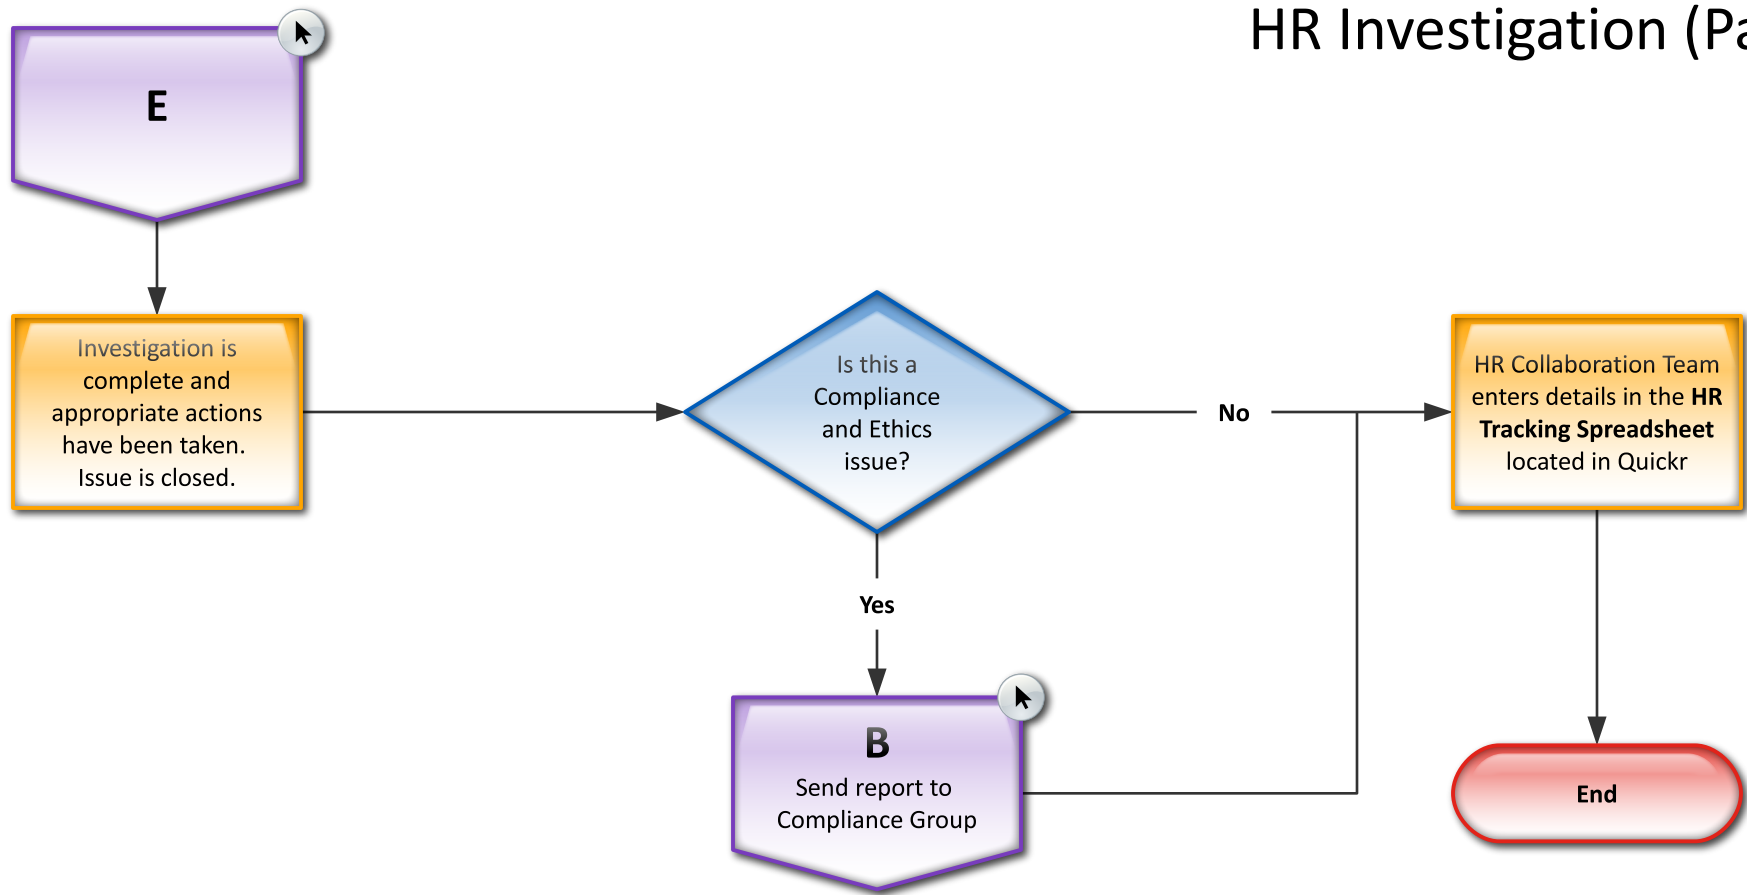 HR Investigation (Pa
E
Investigation is
complete and
appropriate actions
have been taken.
Issue is closed.
Is this a
Compliance
and Ethics
issue?
No
HR Collaboration Team
enters details in the HR
Tracking Spreadsheet
located in Quickr
Yes
B
Send report to
Compliance Group
End